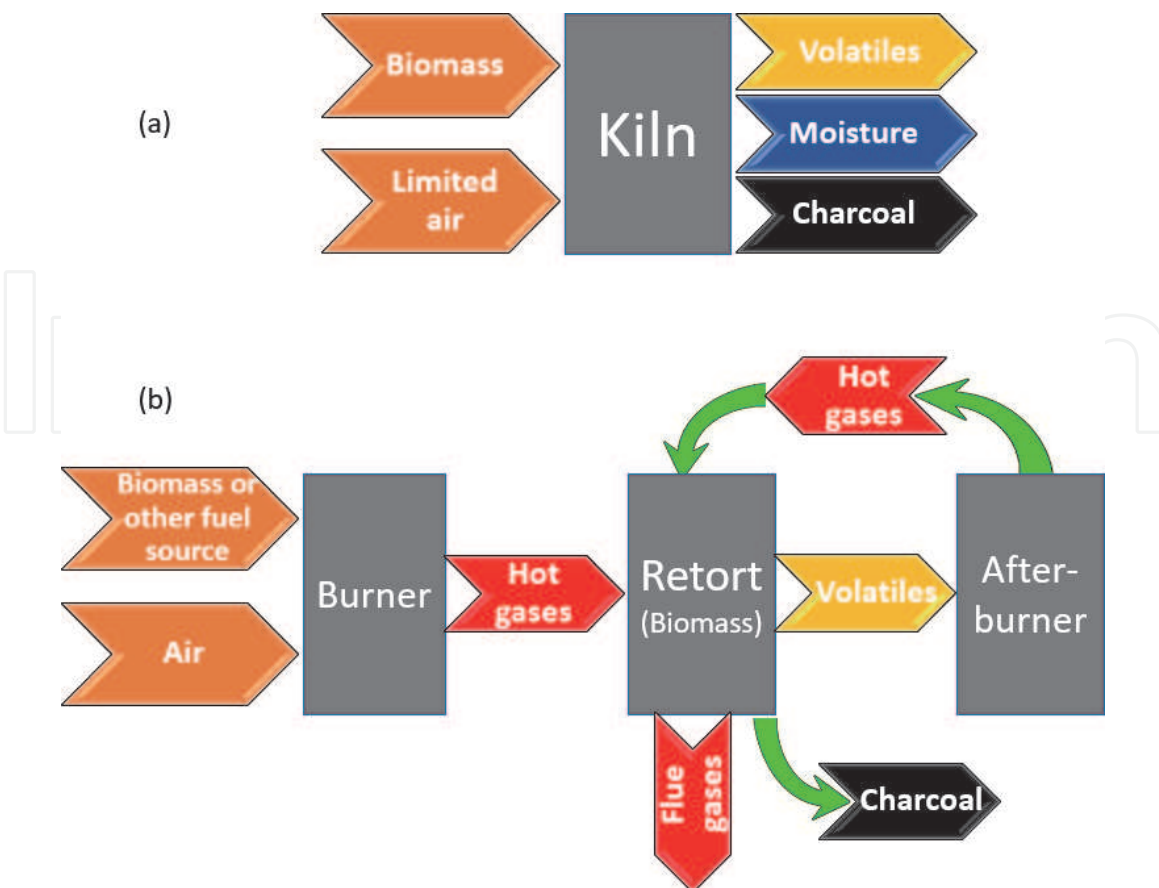 (a)
Biomass
Limited
air
Kiln
Volatiles
Moisture
Charcoal
(b)
Hot
gases
Biomass or
other fuel
source
Air
Burner
Hot
gases
Retort
(Biomass)
Volatiles
After-
burner
Flue
gases
Charcoal